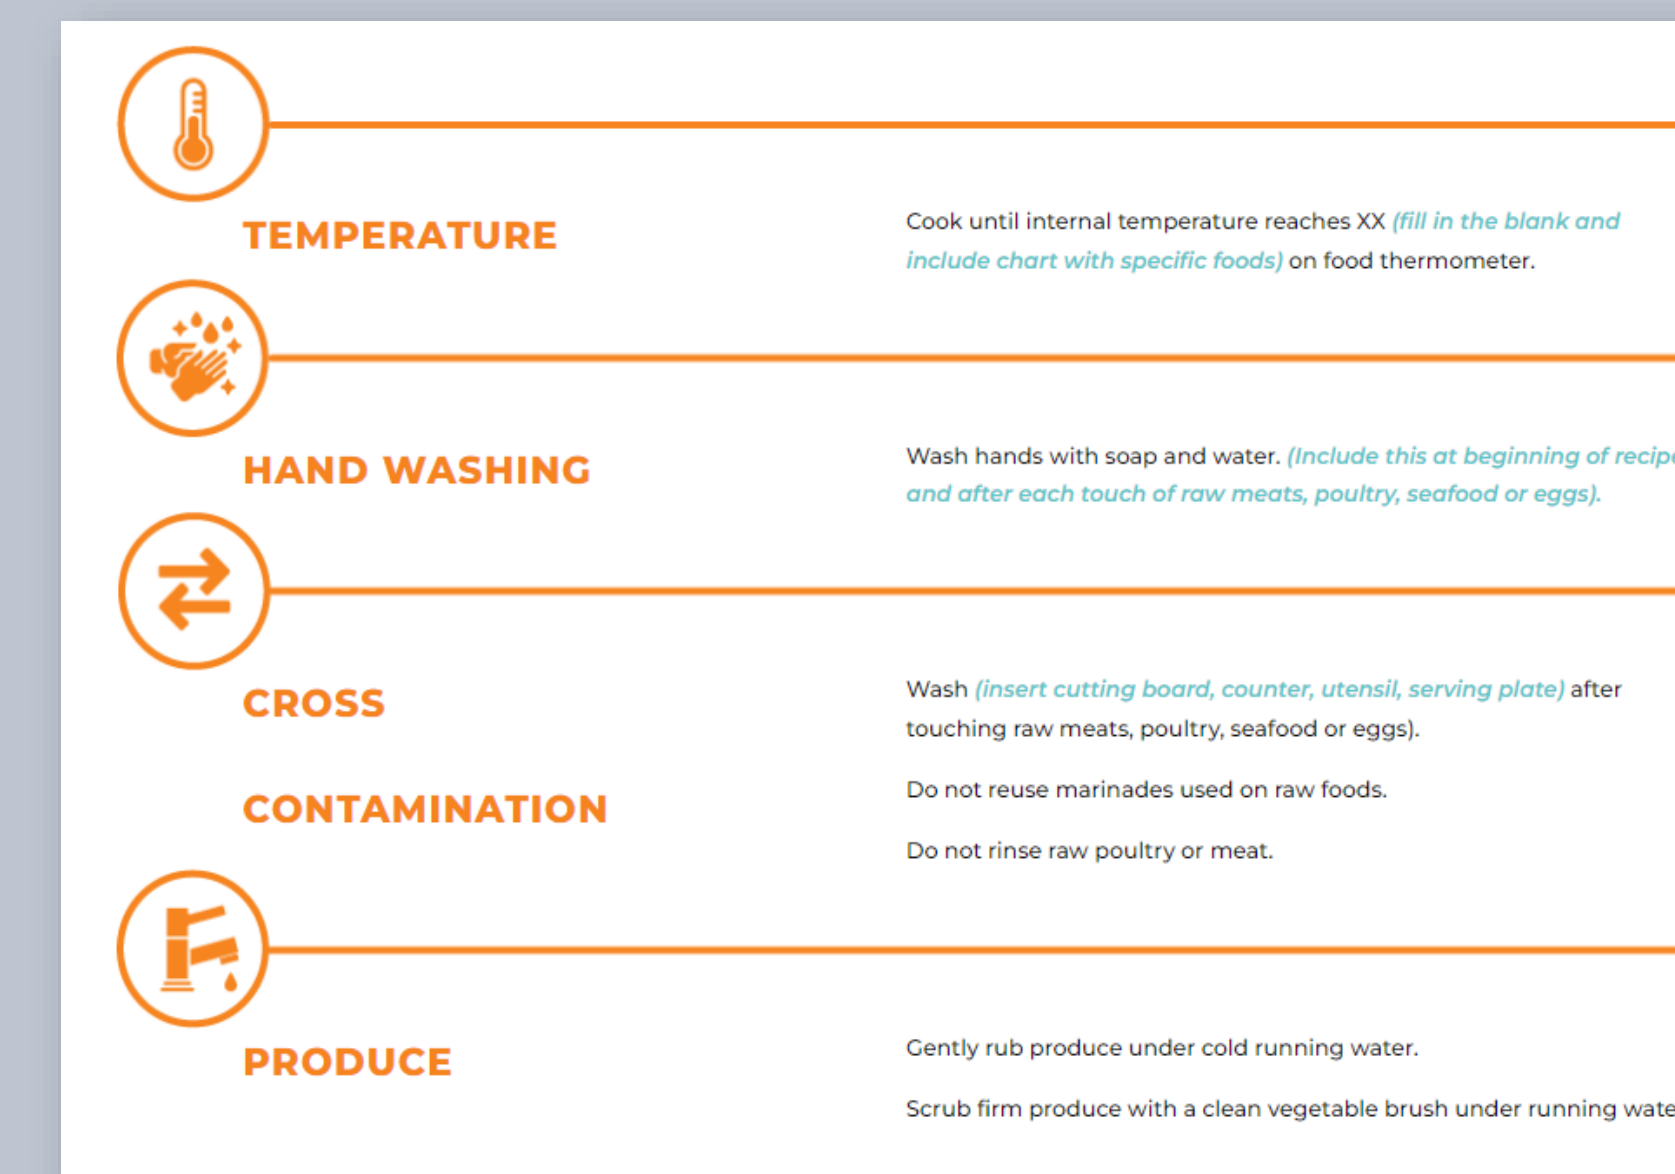 TEMPERATURE
Cook until internal temperature reaches XX (fill in the blank and
include chart with specific foods) on food thermometer.
HAND WASHING
Wash hands with soap and water. (Include this at beginning of recipe
and after each touch of raw meats, poultry, seafood or eggs).
CROSS
CONTAMINATION
Wash (insert cutting board, counter, utensil, serving plate) after
touching raw meats, poultry, seafood or eggs).
Do not reuse marinades used on raw foods.
Do not rinse raw poultry or meat.
PRODUCE
Gently rub produce under cold running water.
Scrub firm produce with a clean vegetable brush under running wate